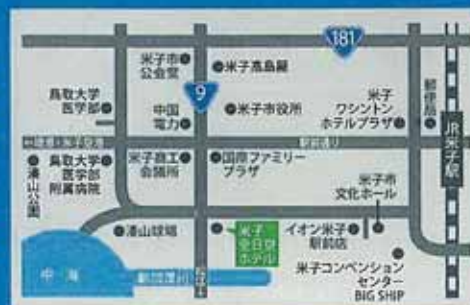 181
米子市
公会堂
米子髙島屋
9
鳥取大学
医学部
中国
電力
米子市役所
米子
ワシントン
ホテルプラザ
郵便局
JR米子駅
駅前通り
湊山公園
鳥取大学
医学部
附属病院
米子商工
会議所
国際ファミリー
プラザ
米子市
文化ホール
湊山球場
米子
全日空
ホテル
イオン米子
駅前店
中海
米子コンベンション
センター
BIG SHIP